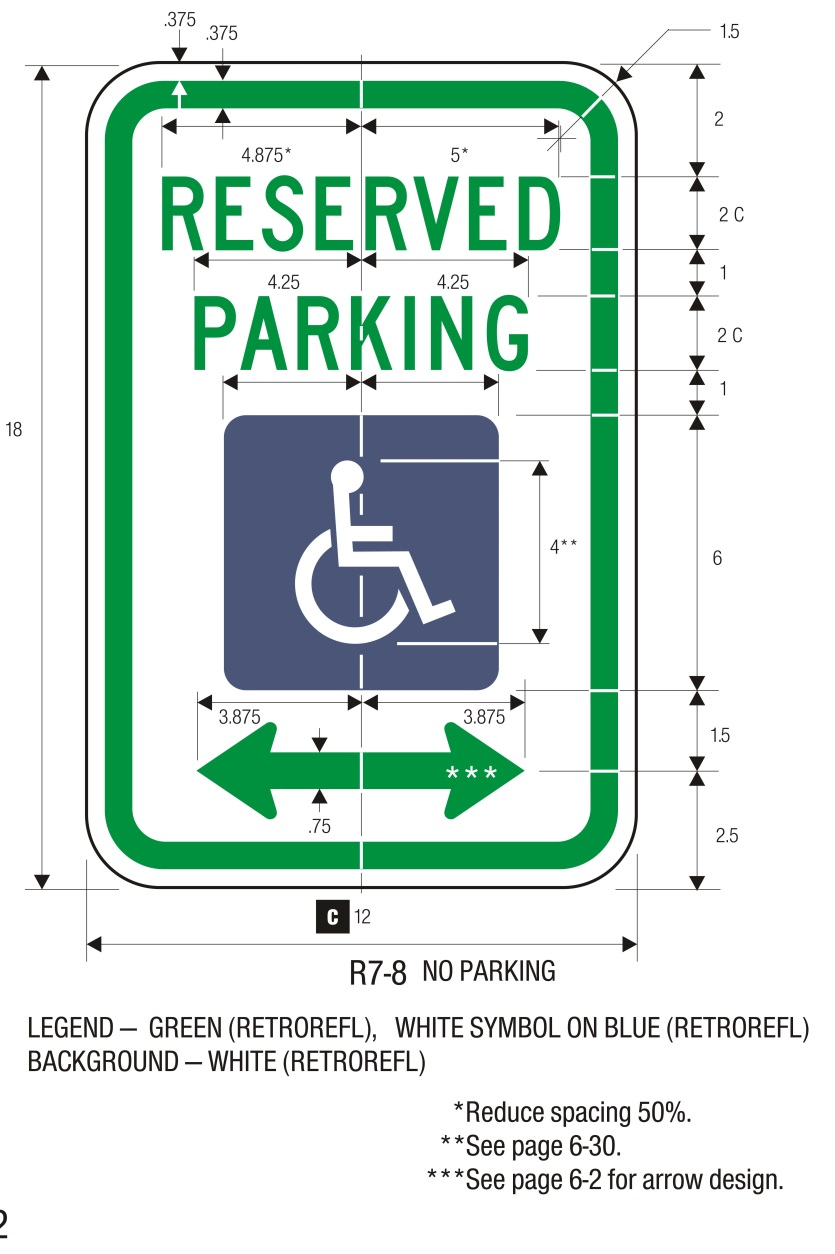 .375
.375
1.5
2
4.875* 5*
RESERVED
2 C
4.25 4.25
1
PARKING
2 C
1
18
4**
6
3.875 3.875
1.5
***
.75
2.5
C 12
R7-8 NO PARKING
LEGEND — GREEN (RETROREFL), WHITE SYMBOL ON BLUE (RETROREFL)
BACKGROUND — WHITE (RETROREFL)
*Reduce spacing 50%.
**See page 6-30.
***See page 6-2 for arrow design.
2